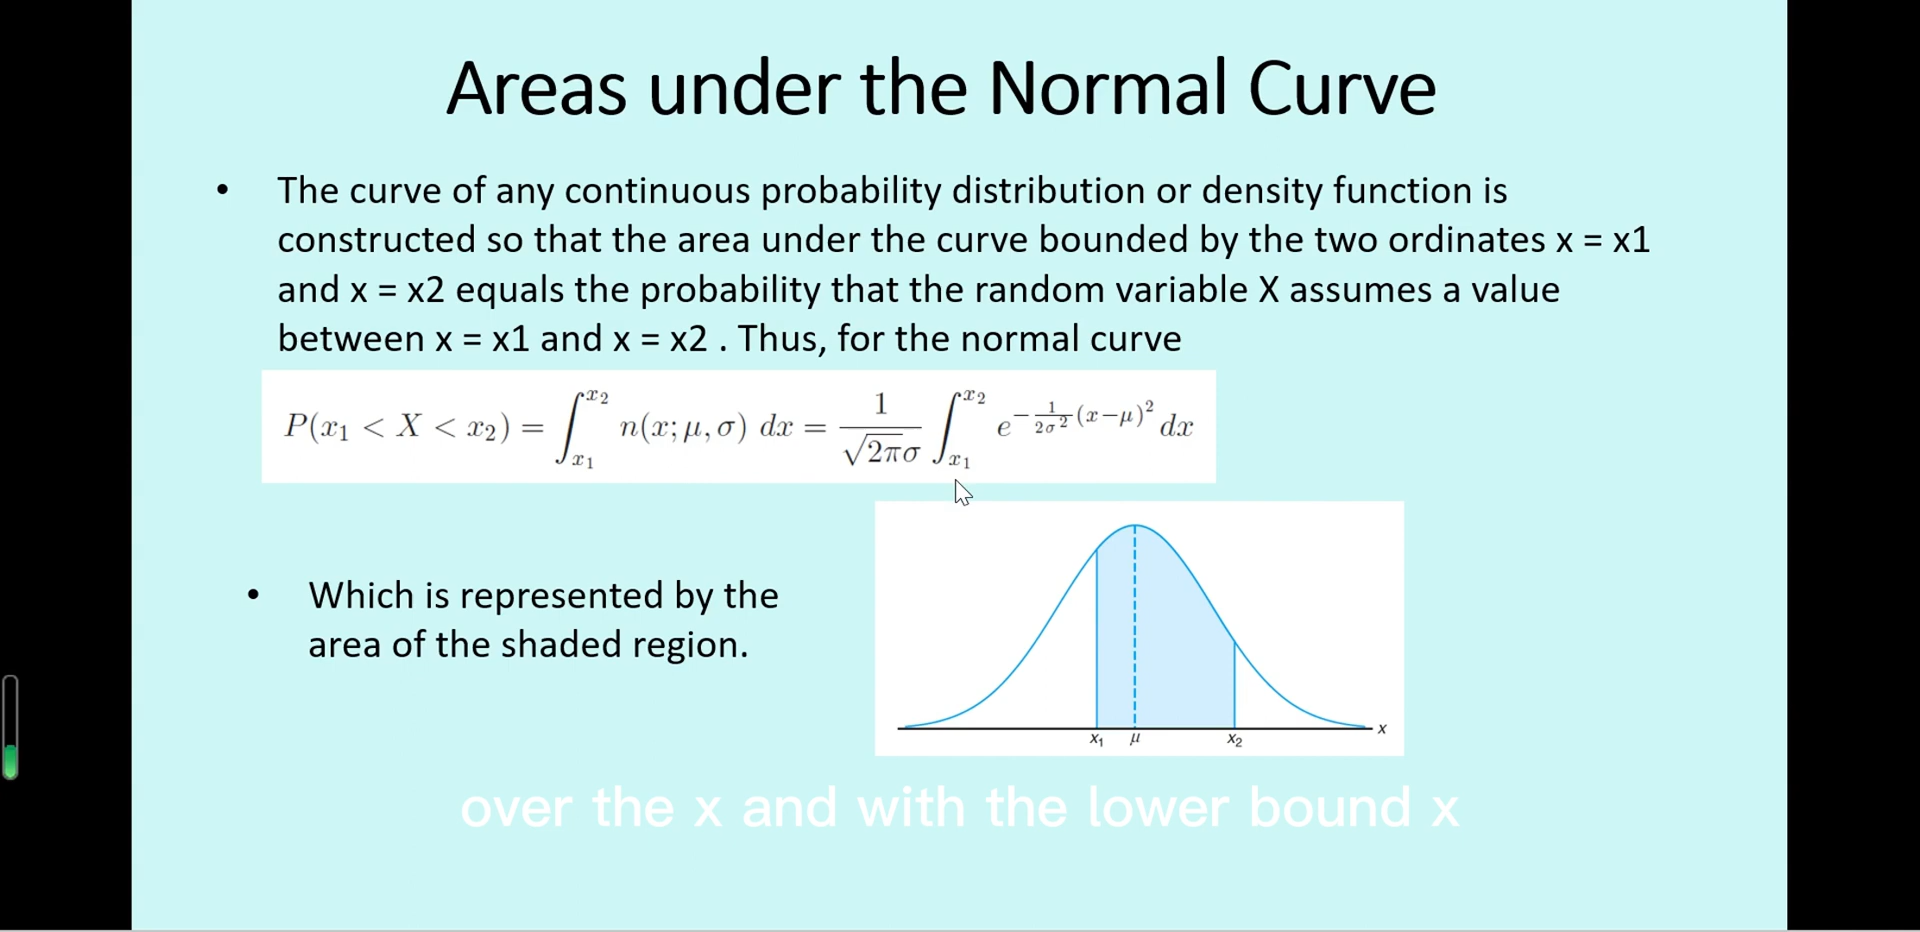 Areas under the Normal Curve
• The curve of any continuous probability distribution or density function is
constructed so that the area under the curve bounded by the two ordinates x = x1
and x = x2 equals the probability that the random variable X assumes a value
between x = x1 and x = x2 . Thus, for the normal curve
P(x₁ < X < x₂) = ∫_{x₁}^{x₂} n(x; μ, σ) dx = \frac{1}{\sqrt{2π}σ} ∫_{x₁}^{x₂} e^{-\frac{1}{2σ²}(x−μ)²} dx
• Which is represented by the
area of the shaded region.
x₁ μ x₂ x
over the x and with the lower bound x